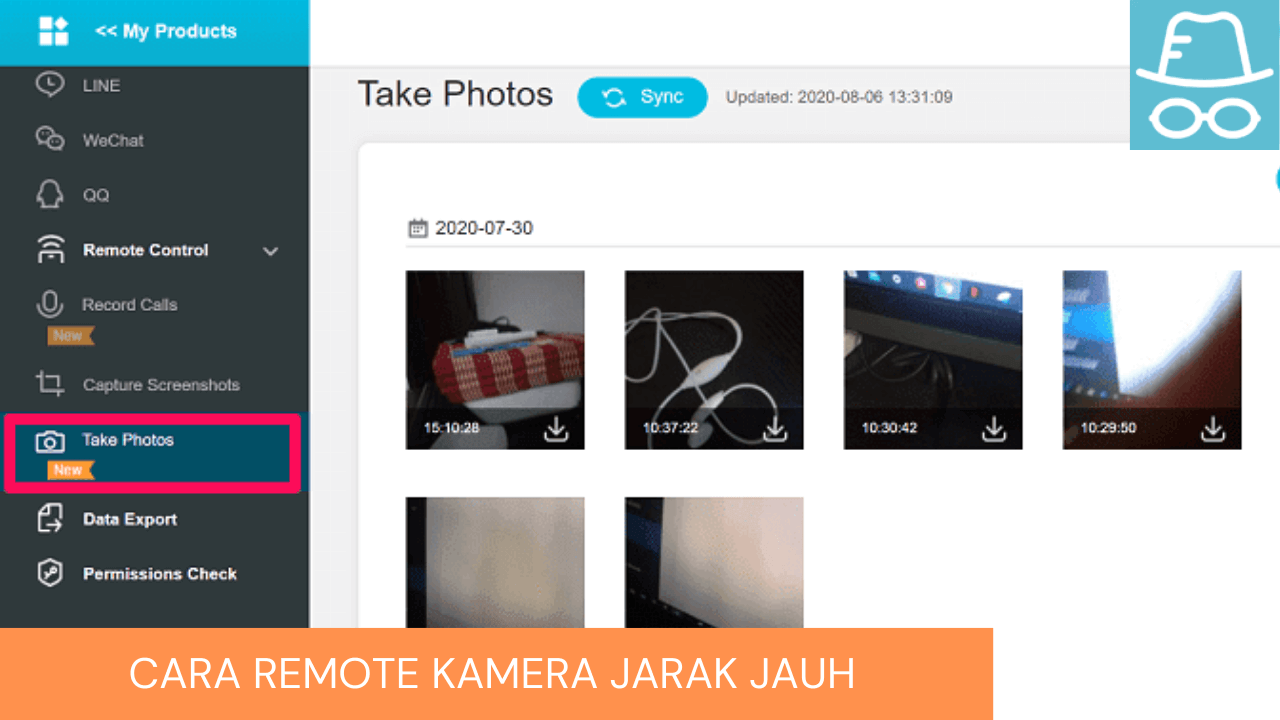 << My Products
LINE
WeChat
QQ
Remote Control
Record Calls
New
Capture Screenshots
Take Photos
New
Data Export
Permissions Check
Take Photos
Sync
Updated: 2020-08-06 13:31:09
2020-07-30
15:10:28
10:37:22
10:30:42
10:29:50
CARA REMOTE KAMERA JARAK JAUH